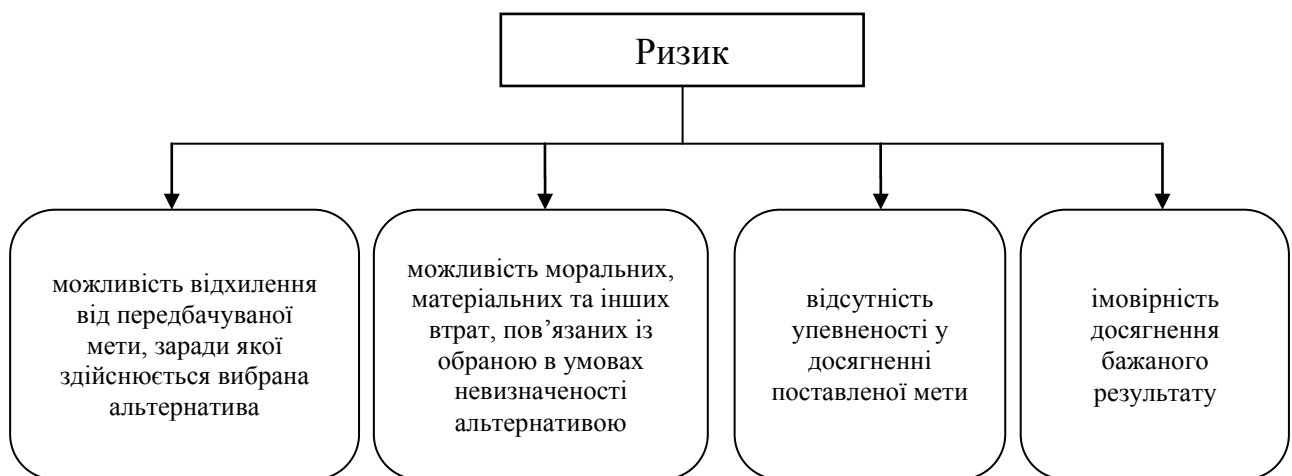 Ризик
можливість відхилення
від передбачуваної
мети, заради якої
здійснюється вибрана
альтернатива
можливість моральних,
матеріальних та інших
втрат, пов’язаних із
обраною в умовах
невизначеності
альтернативою
відсутність
упевненості у
досягненні
поставленої мети
імовірність
досягнення
бажаного
результату